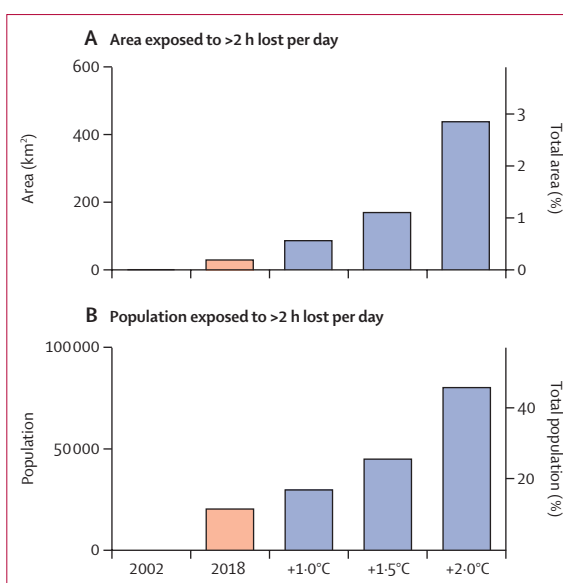 A Area exposed to >2 h lost per day
600
400
200
0
Area (km²)
3
2
1
0
Total area (%)
B Population exposed to >2 h lost per day
100 000
50 000
0
Population
40
20
Total population (%)
2002 2018 +1·0°C +1·5°C +2·0°C